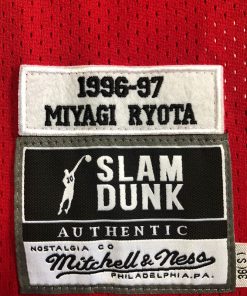 1996-97
MIYAGI RYOTA
SLAM
DUNK
AUTHENTIC
NOSTALGIA CO
Mitchell & Ness
PHILADELPHIA, PA.